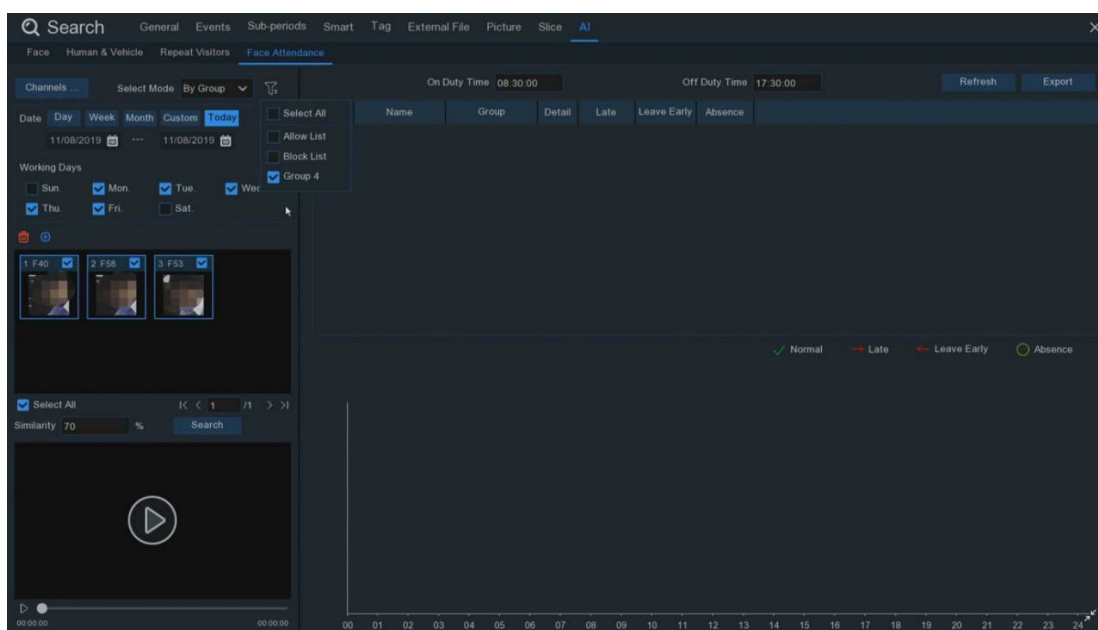 Search General Events Sub-periods Smart Tag External File Picture Slice AI
Face Human & Vehicle Repeat Visitors Face Attendance
Channels ... Select Mode By Group
On Duty Time 08:30:00 Off Duty Time 17:30:00 Refresh Export
Select All
Allow List
Block List
Group 4
Name Group Detail Late Leave Early Absence
Date Day Week Month Custom Today
11/08/2019 --- 11/08/2019
Working Days
Sun. Mon. Tue. Wed
Thu. Fri. Sat.
1 F40 2 F58 3 F53
Normal Late Leave Early Absence
Select All 1 /1
Similarity 70 % Search
00:00:00 00:00:00
00 01 02 03 04 05 06 07 08 09 10 11 12 13 14 15 16 17 18 19 20 21 22 23 24